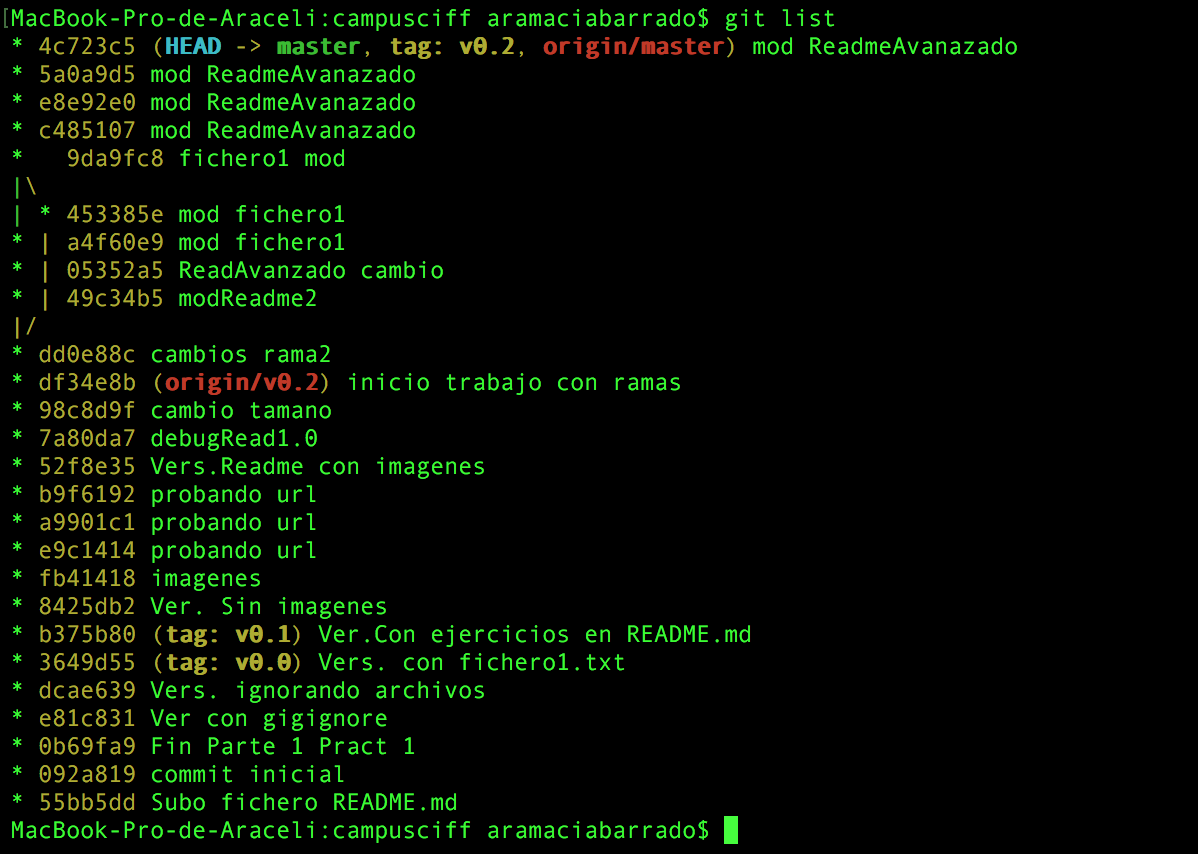 [MacBook-Pro-de-Araceli:campusciff aramaciabarrado$ git list
* 4c723c5 (HEAD -> master, tag: v0.2, origin/master) mod ReadmeAvanazado
* 5a0a9d5 mod ReadmeAvanazado
* e8e92e0 mod ReadmeAvanazado
* c485107 mod ReadmeAvanazado
*   9da9fc8 fichero1 mod
|\
| * 453385e mod fichero1
* | a4f60e9 mod fichero1
* | 05352a5 ReadAvanzado cambio
* | 49c34b5 modReadme2
|/
* dd0e88c cambios rama2
* df34e8b (origin/v0.2) inicio trabajo con ramas
* 98c8d9f cambio tamano
* 7a80da7 debugRead1.0
* 52f8e35 Vers.Readme con imagenes
* b9f6192 probando url
* a9901c1 probando url
* e9c1414 probando url
* fb41418 imagenes
* 8425db2 Ver. Sin imagenes
* b375b80 (tag: v0.1) Ver.Con ejercicios en README.md
* 3649d55 (tag: v0.0) Vers. con fichero1.txt
* dcae639 Vers. ignorando archivos
* e81c831 Ver con gigignore
* 0b69fa9 Fin Parte 1 Pract 1
* 092a819 commit inicial
* 55bb5dd Subo fichero README.md
MacBook-Pro-de-Araceli:campusciff aramaciabarrado$